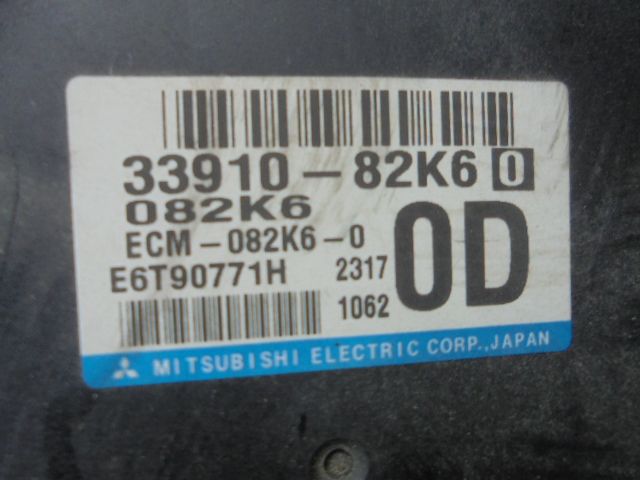 33910-82K6 0
082K6
ECM-082K6-0
0D
E6T90771H 2317
1062
MITSUBISHI ELECTRIC CORP.,JAPAN